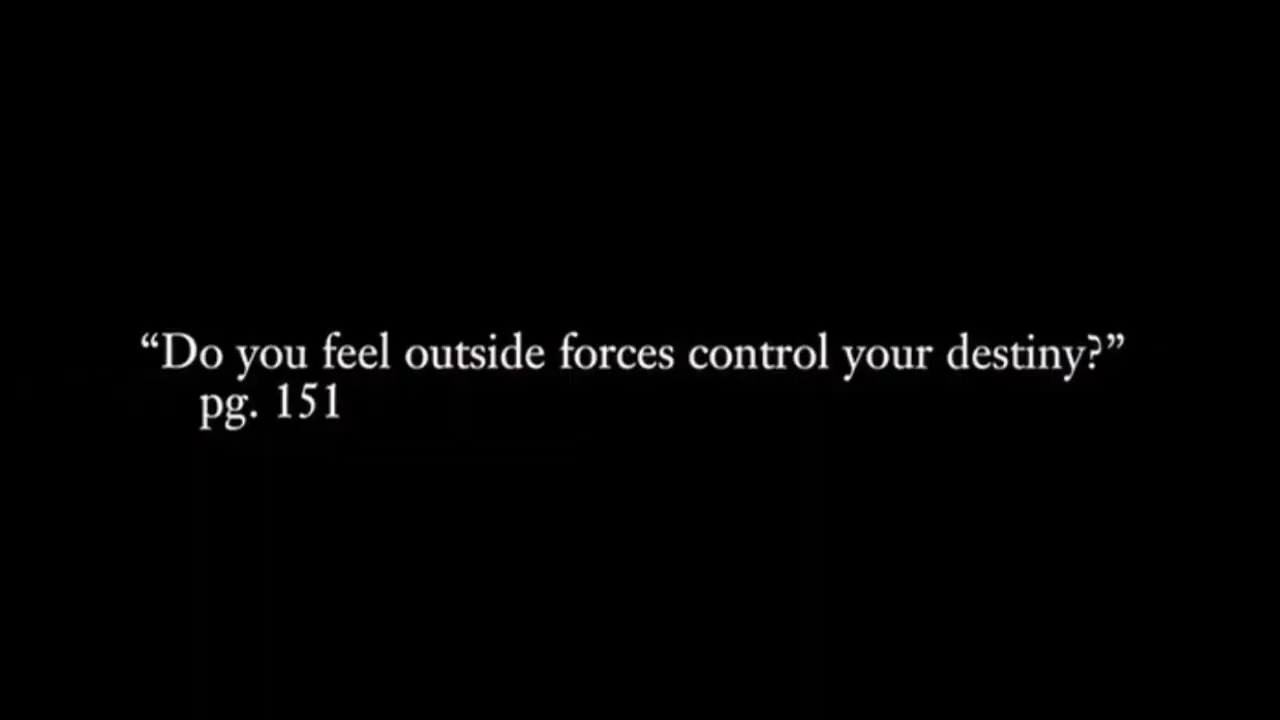 “Do you feel outside forces control your destiny?”
pg. 151